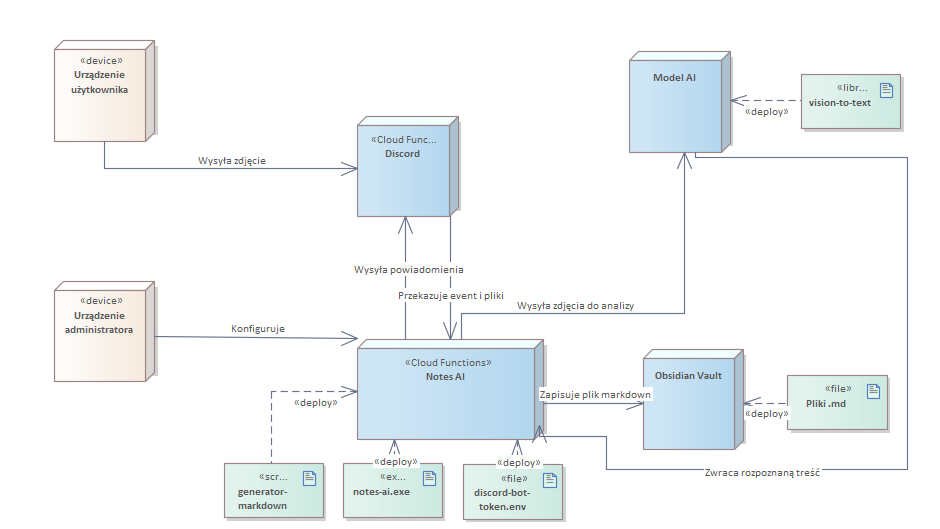 «device»
Urządzenie
użytkownika
Model AI
«libr...
vision-to-text
«deploy»
«Cloud Func...
Discord
Wysyła zdjęcie
Wysyła powiadomienia
Przekazuje event i pliki
Wysyła zdjęcia do analizy
«device»
Urządzenie
administratora
Konfiguruje
«Cloud Functions»
Notes AI
Obsidian Vault
Zapisuje plik markdown
«file»
Pliki .md
«deploy»
«deploy»
«deploy»
«deploy»
Zwraca rozpoznaną treść
«scr...
generator-
markdown
«ex...
notes-ai.exe
«file»
discord-bot-
token.env